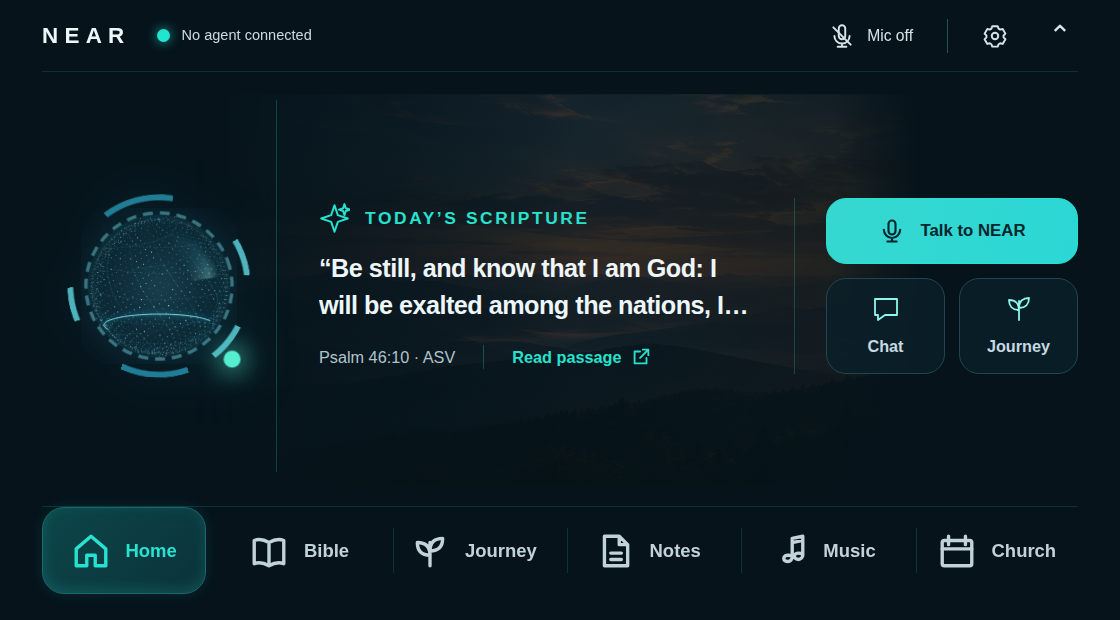 NEAR
No agent connected
Mic off
TODAY’S SCRIPTURE
“Be still, and know that I am God: I
will be exalted among the nations, I…
Psalm 46:10 · ASV
Read passage
Talk to NEAR
Chat
Journey
Home
Bible
Journey
Notes
Music
Church